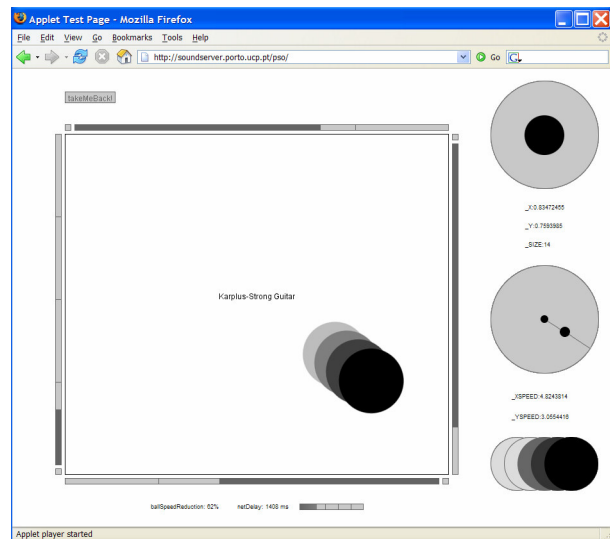 Applet Test Page - Mozilla Firefox
File Edit View Go Bookmarks Tools Help
http://soundserver.porto.ucp.pt/pso/
Go
takeMeBack!
_X:0.83472455
_Y:0.7593985
_SIZE:14
Karplus-Strong Guitar
_XSPEED:4.8243814
_YSPEED:3.0554416
ballSpeedReduction: 62% netDelay: 1408 ms
Applet player started